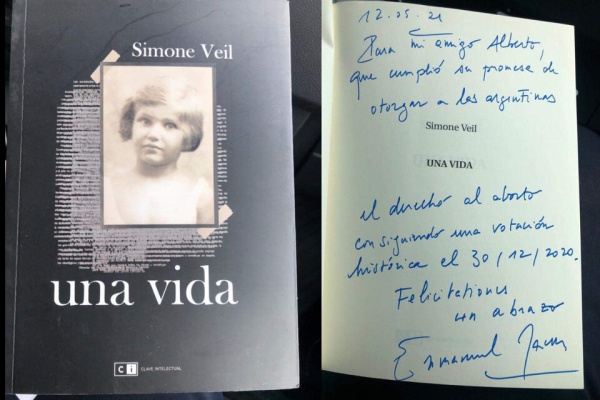 Simone Veil
una vida
C i CLAVE INTELECTUAL
12.05.21
Para mi amigo Alberto,
que cumplió su promesa de
otorgar a las argentinas
Simone Veil
UNA VIDA
el derecho al aborto
consiguiendo una votación
histórica el 30/12/2020.
Felicitationes
un abrazo
Emmanuel Macron